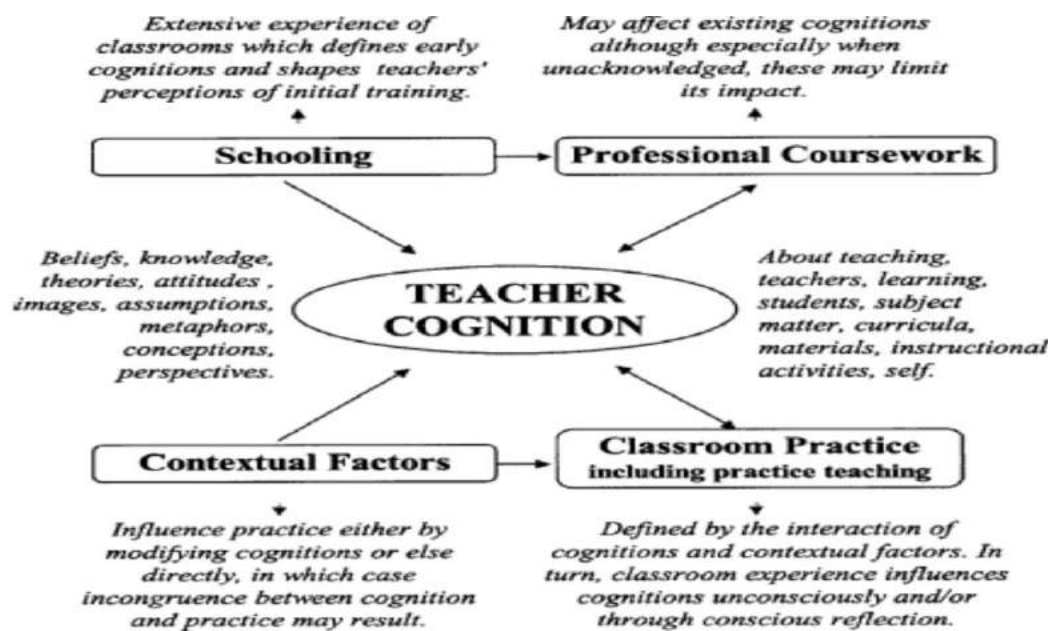 Extensive experience of
classrooms which defines early
cognitions and shapes teachers'
perceptions of initial training.
May affect existing cognitions
although especially when
unacknowledged, these may limit
its impact.
Schooling
Professional Coursework
Beliefs, knowledge,
theories, attitudes ,
images, assumptions,
metaphors,
conceptions,
perspectives.
TEACHER
COGNITION
About teaching,
teachers, learning,
students, subject
matter, curricula,
materials, instructional
activities, self.
Contextual Factors
Classroom Practice
including practice teaching
Influence practice either by
modifying cognitions or else
directly, in which case
incongruence between cognition
and practice may result.
Defined by the interaction of
cognitions and contextual factors. In
turn, classroom experience influences
cognitions unconsciously and/or
through conscious reflection.